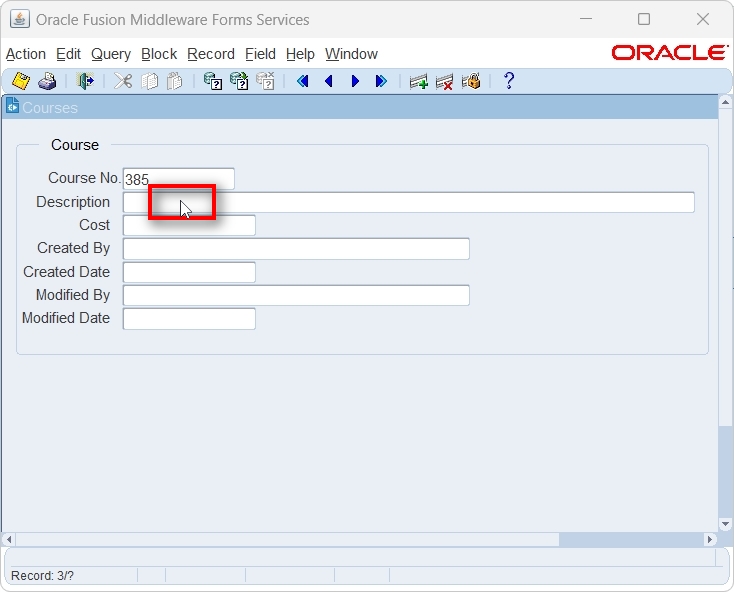 Oracle Fusion Middleware Forms Services
Action Edit Query Block Record Field Help Window
ORACLE
Courses
Course
Course No. 385
Description
Cost
Created By
Created Date
Modified By
Modified Date
Record: 3/?